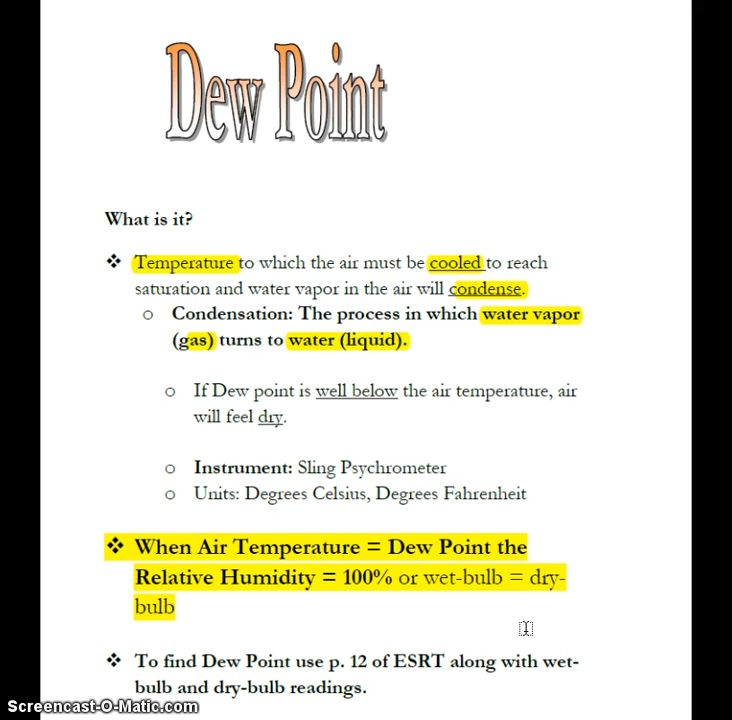 Dew Point
What is it?
❖ Temperature to which the air must be cooled to reach
saturation and water vapor in the air will condense.
o Condensation: The process in which water vapor
(gas) turns to water (liquid).
o If Dew point is well below the air temperature, air
will feel dry.
o Instrument: Sling Psychrometer
o Units: Degrees Celsius, Degrees Fahrenheit
❖ When Air Temperature = Dew Point the
Relative Humidity = 100% or wet-bulb = dry-
bulb
❖ To find Dew Point use p. 12 of ESRT along with wet-
bulb and dry-bulb readings.
Screencast-O-Matic.com